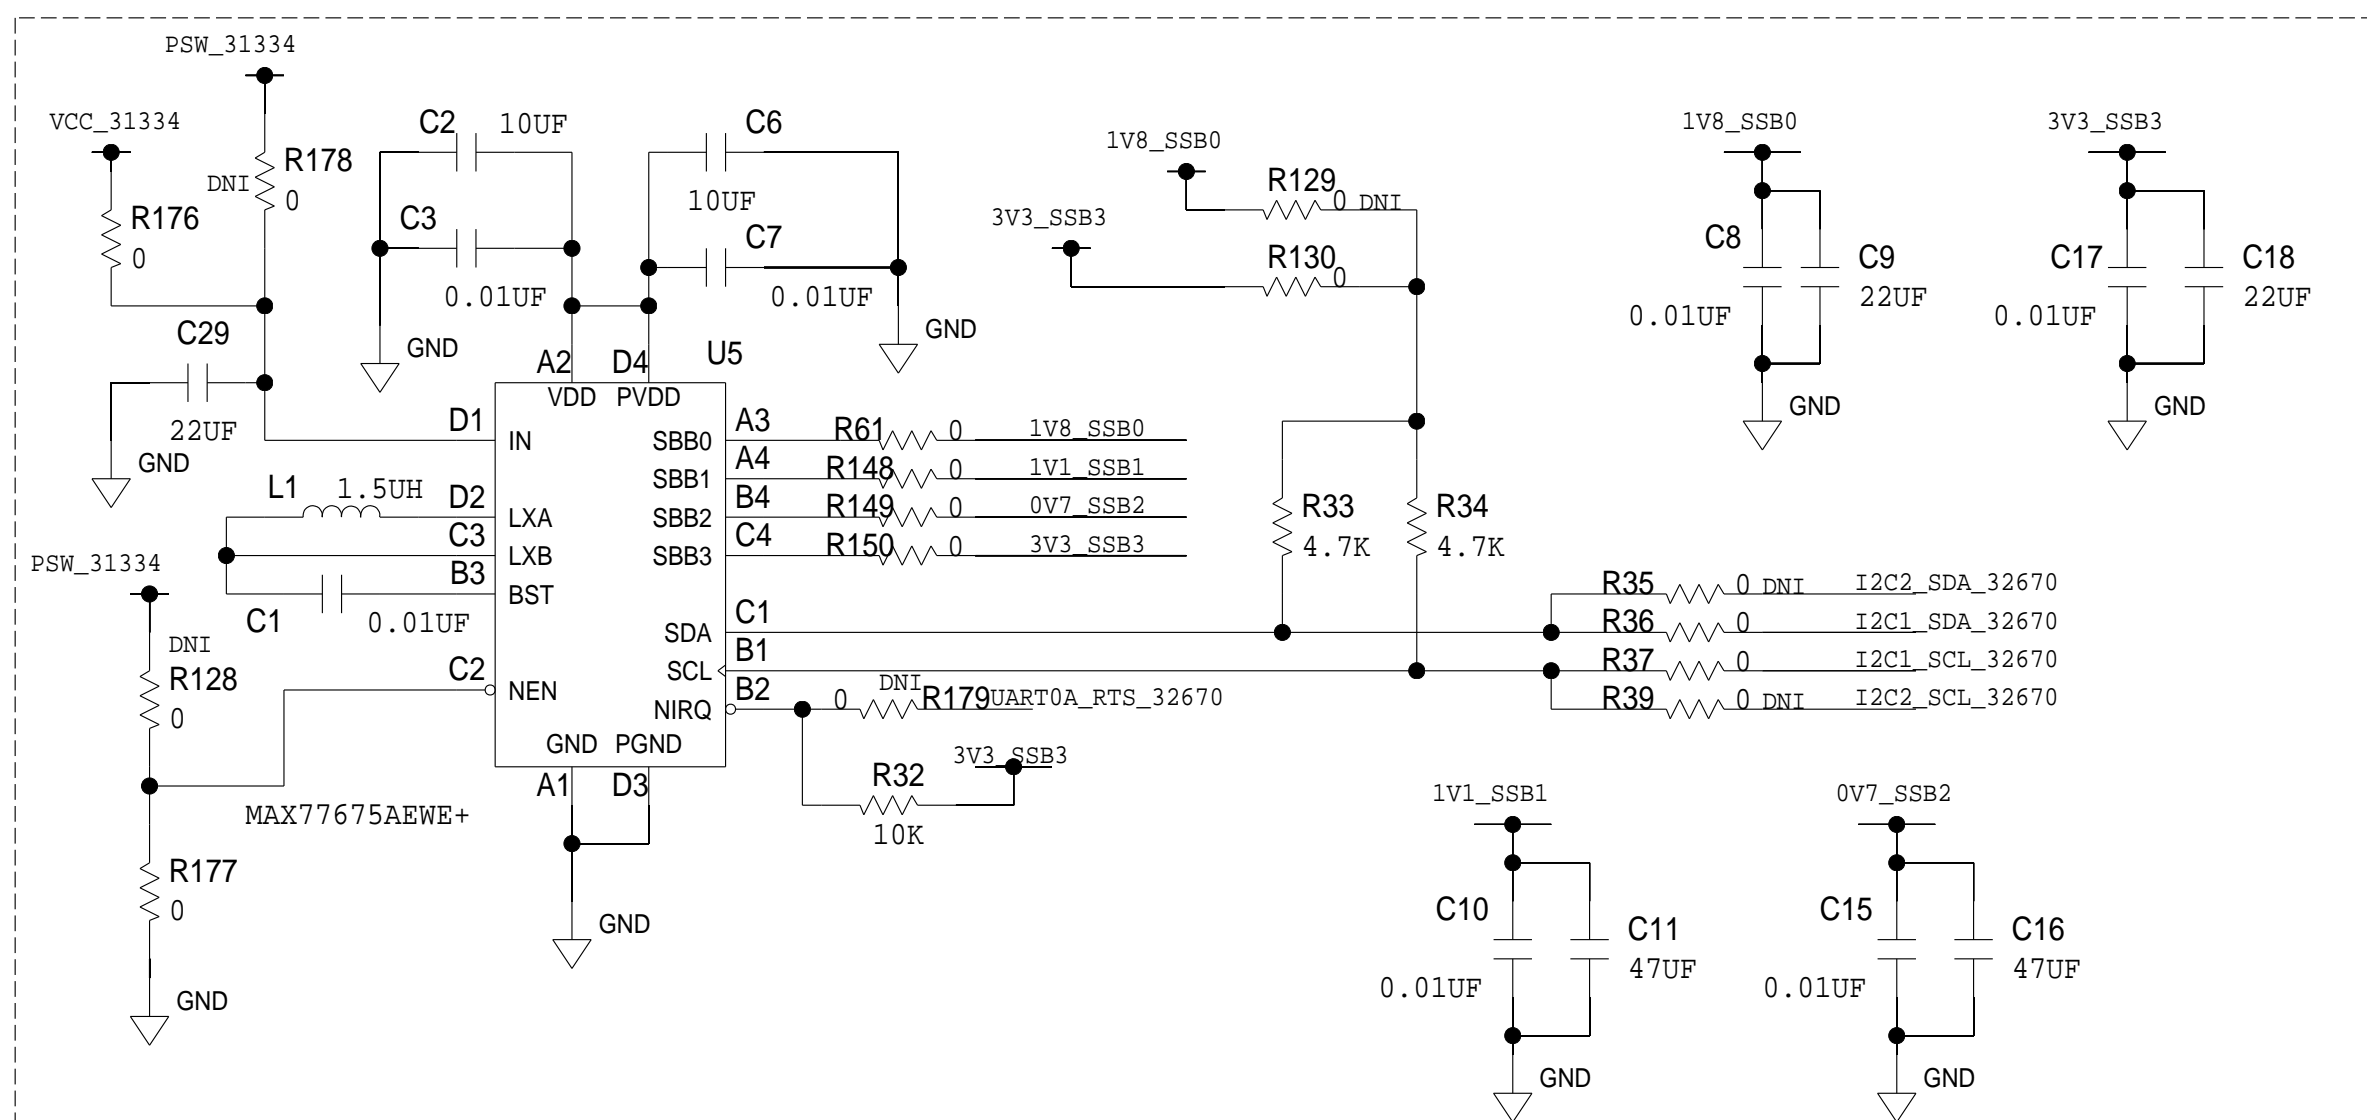 PSW_31334
VCC_31334
R178
DNI
0
R176
0
C29
22UF
GND
C2
10UF
C3
0.01UF
GND
C6
10UF
C7
0.01UF
GND
1V8_SSB0
R129
0
DNI
3V3_SSB3
R130
0
1V8_SSB0
C8
0.01UF
C9
22UF
GND
3V3_SSB3
C17
0.01UF
C18
22UF
GND
U5
A2
D4
VDD
PVDD
D1
IN
L1
1.5UH
D2
LXA
C3
LXB
B3
BST
C1
0.01UF
C2
NEN
SBB0
A3
R61
0
1V8_SSB0
SBB1
A4
R148
0
1V1_SSB1
SBB2
B4
R149
0
0V7_SSB2
SBB3
C4
R150
0
3V3_SSB3
SDA
C1
SCL
B1
NIRQ
B2
0
DNI
R179
UART0A_RTS_32670
R32
10K
3V3_SSB3
GND
PGND
A1
D3
GND
MAX77675AEWE+
PSW_31334
DNI
R128
0
R177
0
GND
R33
4.7K
R34
4.7K
R35
0
DNI
I2C2_SDA_32670
R36
0
I2C1_SDA_32670
R37
0
I2C1_SCL_32670
R39
0
DNI
I2C2_SCL_32670
1V1_SSB1
C10
0.01UF
C11
47UF
GND
0V7_SSB2
C15
0.01UF
C16
47UF
GND